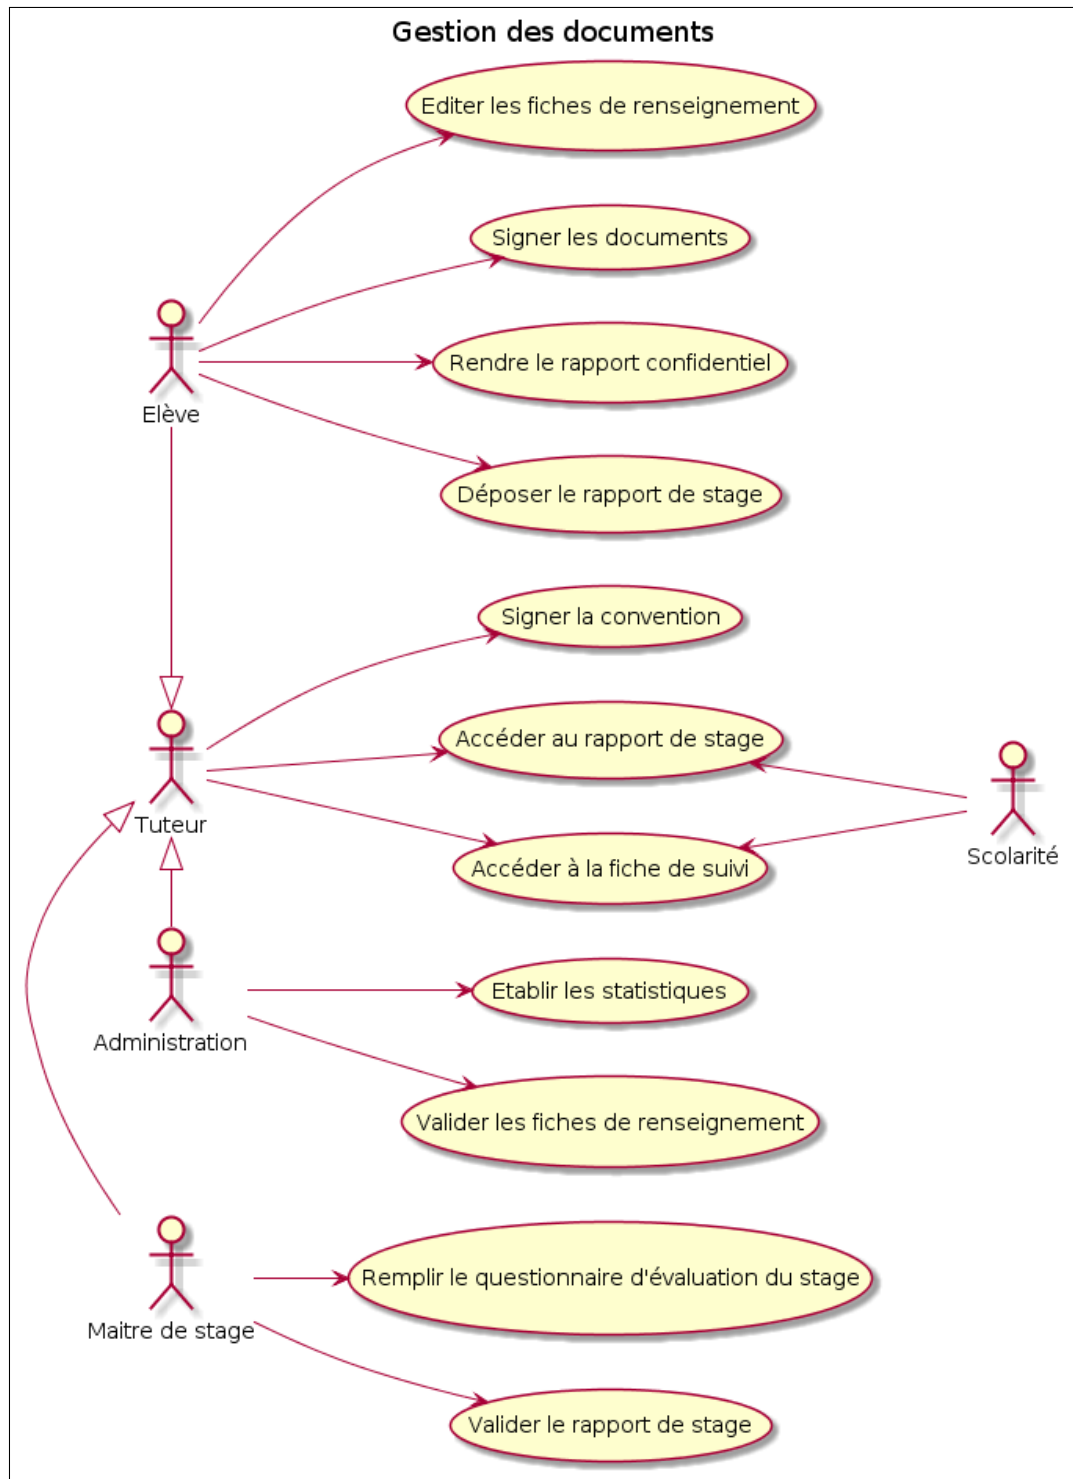 Gestion des documents
Editer les fiches de renseignement
Signer les documents
Rendre le rapport confidentiel
Elève
Déposer le rapport de stage
Signer la convention
Accéder au rapport de stage
Tuteur
Scolarité
Accéder à la fiche de suivi
Etablir les statistiques
Administration
Valider les fiches de renseignement
Remplir le questionnaire d'évaluation du stage
Maitre de stage
Valider le rapport de stage